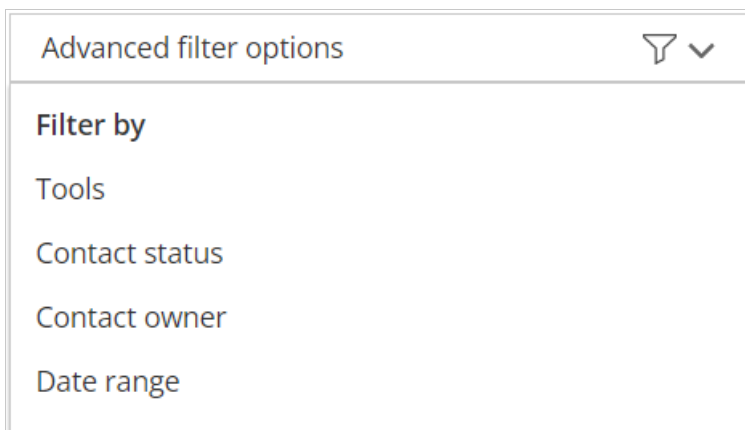 Advanced filter options
Filter by
Tools
Contact status
Contact owner
Date range